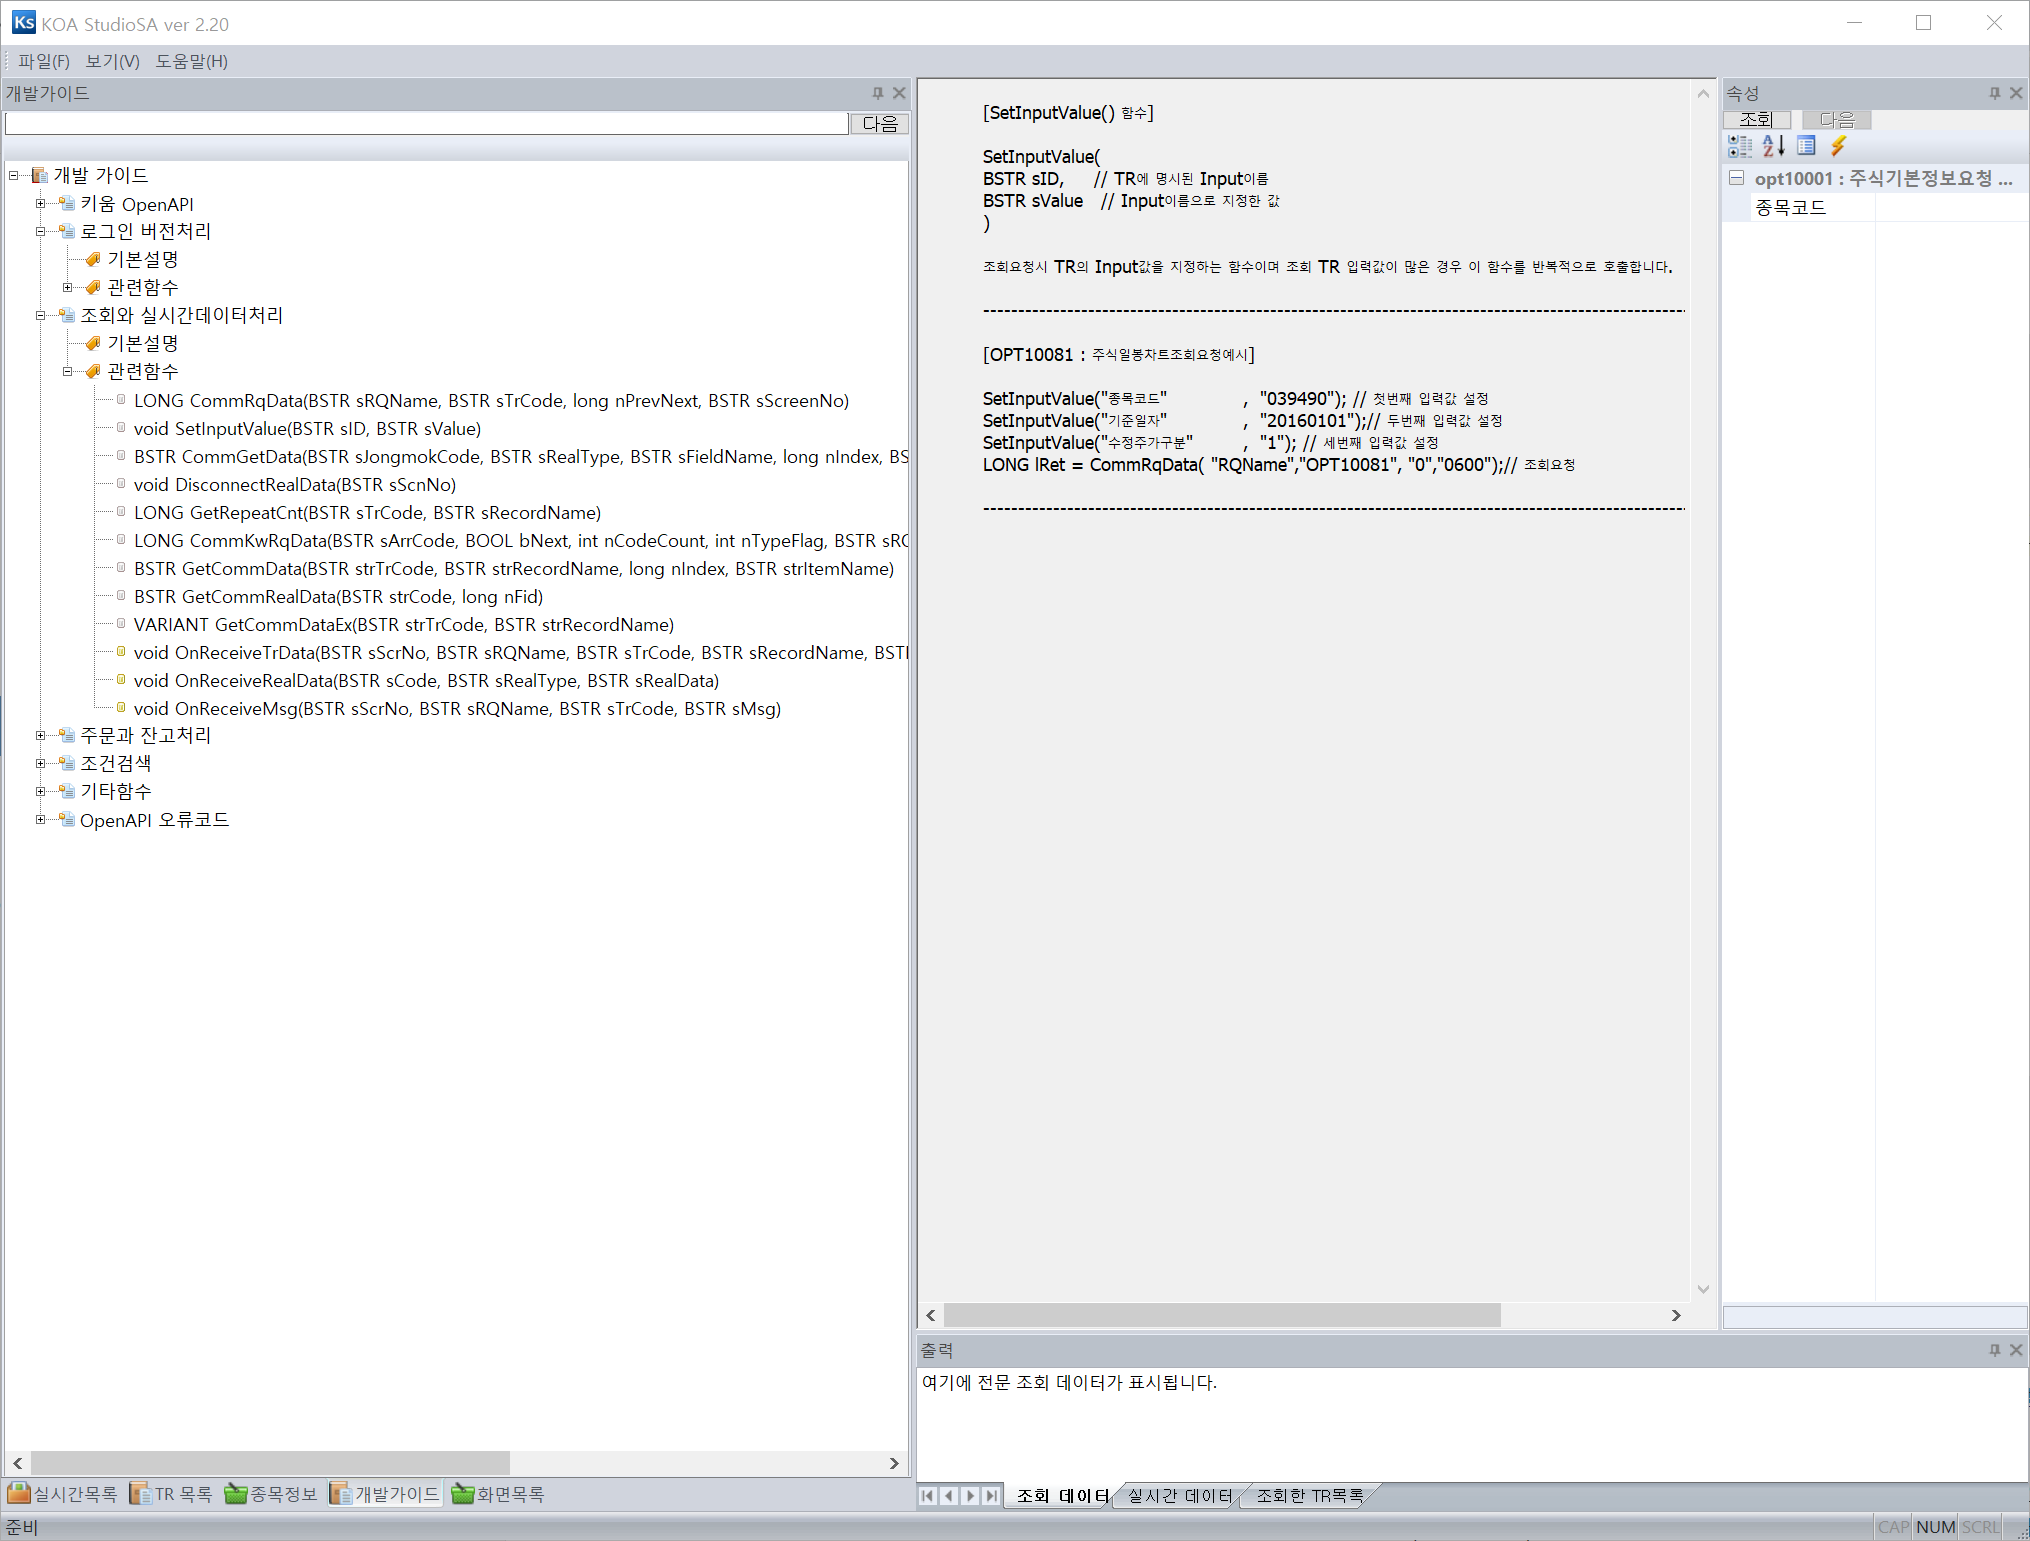 Ks KOA StudioSA ver 2.20
파일(F) 보기(V) 도움말(H)
개발가이드
다음
개발 가이드
키움 OpenAPI
로그인 버전처리
기본설명
관련함수
조회와 실시간데이터처리
기본설명
관련함수
LONG CommRqData(BSTR sRQName, BSTR sTrCode, long nPrevNext, BSTR sScreenNo)
void SetInputValue(BSTR sID, BSTR sValue)
BSTR CommGetData(BSTR sJongmokCode, BSTR sRealType, BSTR sFieldName, long nIndex, BS
void DisconnectRealData(BSTR sScnNo)
LONG GetRepeatCnt(BSTR sTrCode, BSTR sRecordName)
LONG CommKwRqData(BSTR sArrCode, BOOL bNext, int nCodeCount, int nTypeFlag, BSTR sRQ
BSTR GetCommData(BSTR strTrCode, BSTR strRecordName, long nIndex, BSTR strItemName)
BSTR GetCommRealData(BSTR strCode, long nFid)
VARIANT GetCommDataEx(BSTR strTrCode, BSTR strRecordName)
void OnReceiveTrData(BSTR sScrNo, BSTR sRQName, BSTR sTrCode, BSTR sRecordName, BST
void OnReceiveRealData(BSTR sCode, BSTR sRealType, BSTR sRealData)
void OnReceiveMsg(BSTR sScrNo, BSTR sRQName, BSTR sTrCode, BSTR sMsg)
주문과 잔고처리
조건검색
기타함수
OpenAPI 오류코드
실시간목록 TR 목록 종목정보 개발가이드 화면목록
[SetInputValue() 함수]
SetInputValue(
BSTR sID, // TR에 명시된 Input이름
BSTR sValue // Input이름으로 지정한 값
)
조회요청시 TR의 Input값을 지정하는 함수이며 조회 TR 입력값이 많은 경우 이 함수를 반복적으로 호출합니다.
----------------------------------------------------------------------------------------------------
[OPT10081 : 주식일봉차트조회요청예시]
SetInputValue("종목코드" , "039490"); // 첫번째 입력값 설정
SetInputValue("기준일자" , "20160101");// 두번째 입력값 설정
SetInputValue("수정주가구분" , "1"); // 세번째 입력값 설정
LONG lRet = CommRqData( "RQName","OPT10081", "0","0600");// 조회요청
----------------------------------------------------------------------------------------------------
속성
조회 다음
opt10001 : 주식기본정보요청 ...
종목코드
출력
여기에 전문 조회 데이터가 표시됩니다.
조회 데이터 실시간 데이터 조회한 TR목록
준비
CAP NUM SCRL